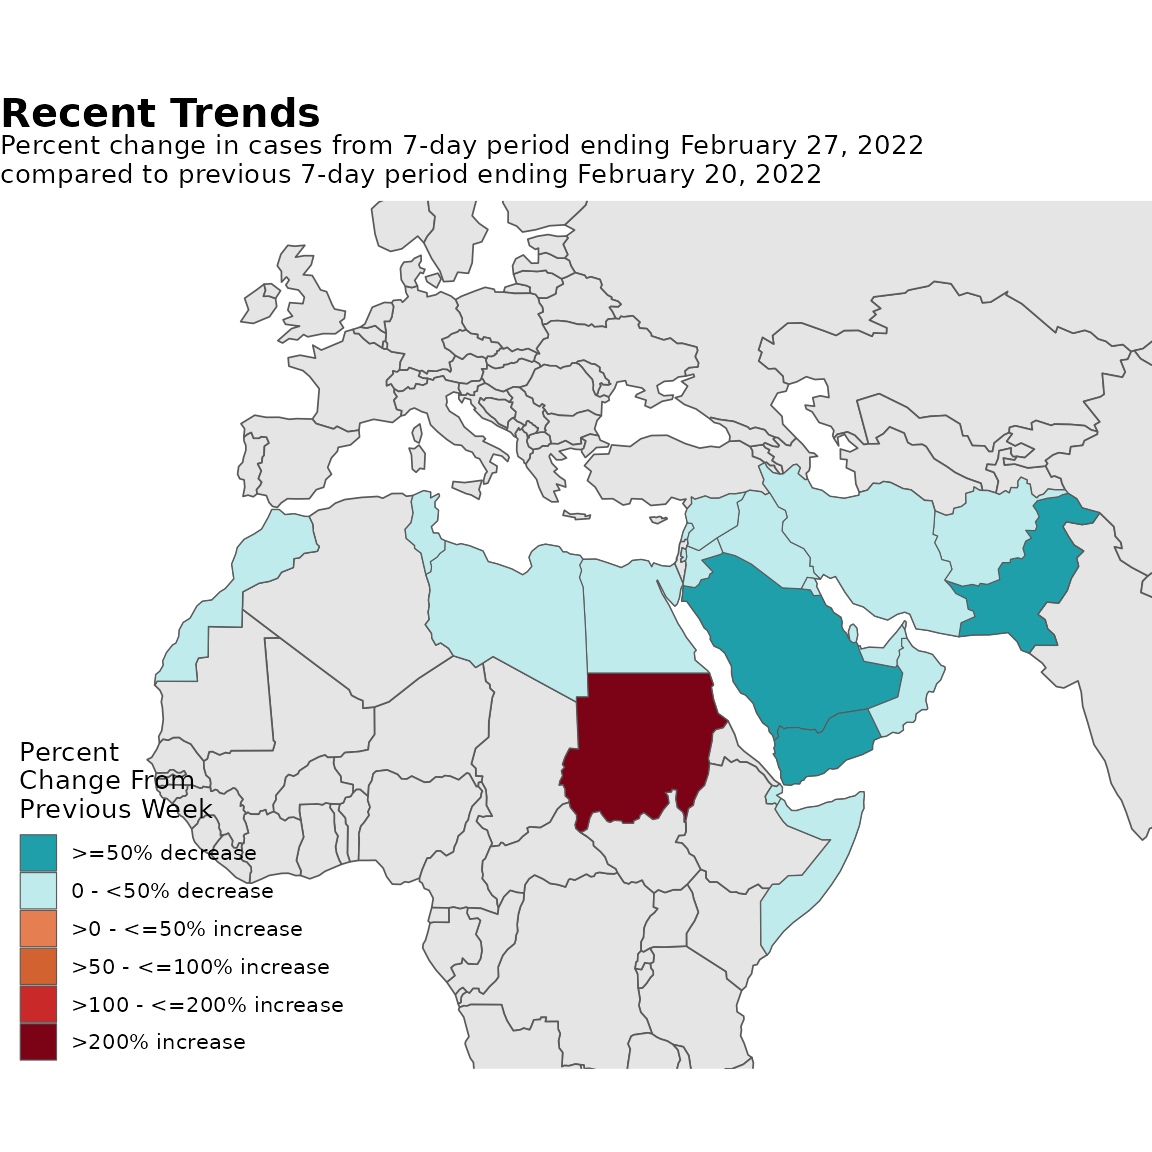 Recent Trends
Percent change in cases from 7-day period ending February 27, 2022
compared to previous 7-day period ending February 20, 2022
Percent
Change From
Previous Week
>=50% decrease
0 - <50% decrease
>0 - <=50% increase
>50 - <=100% increase
>100 - <=200% increase
>200% increase